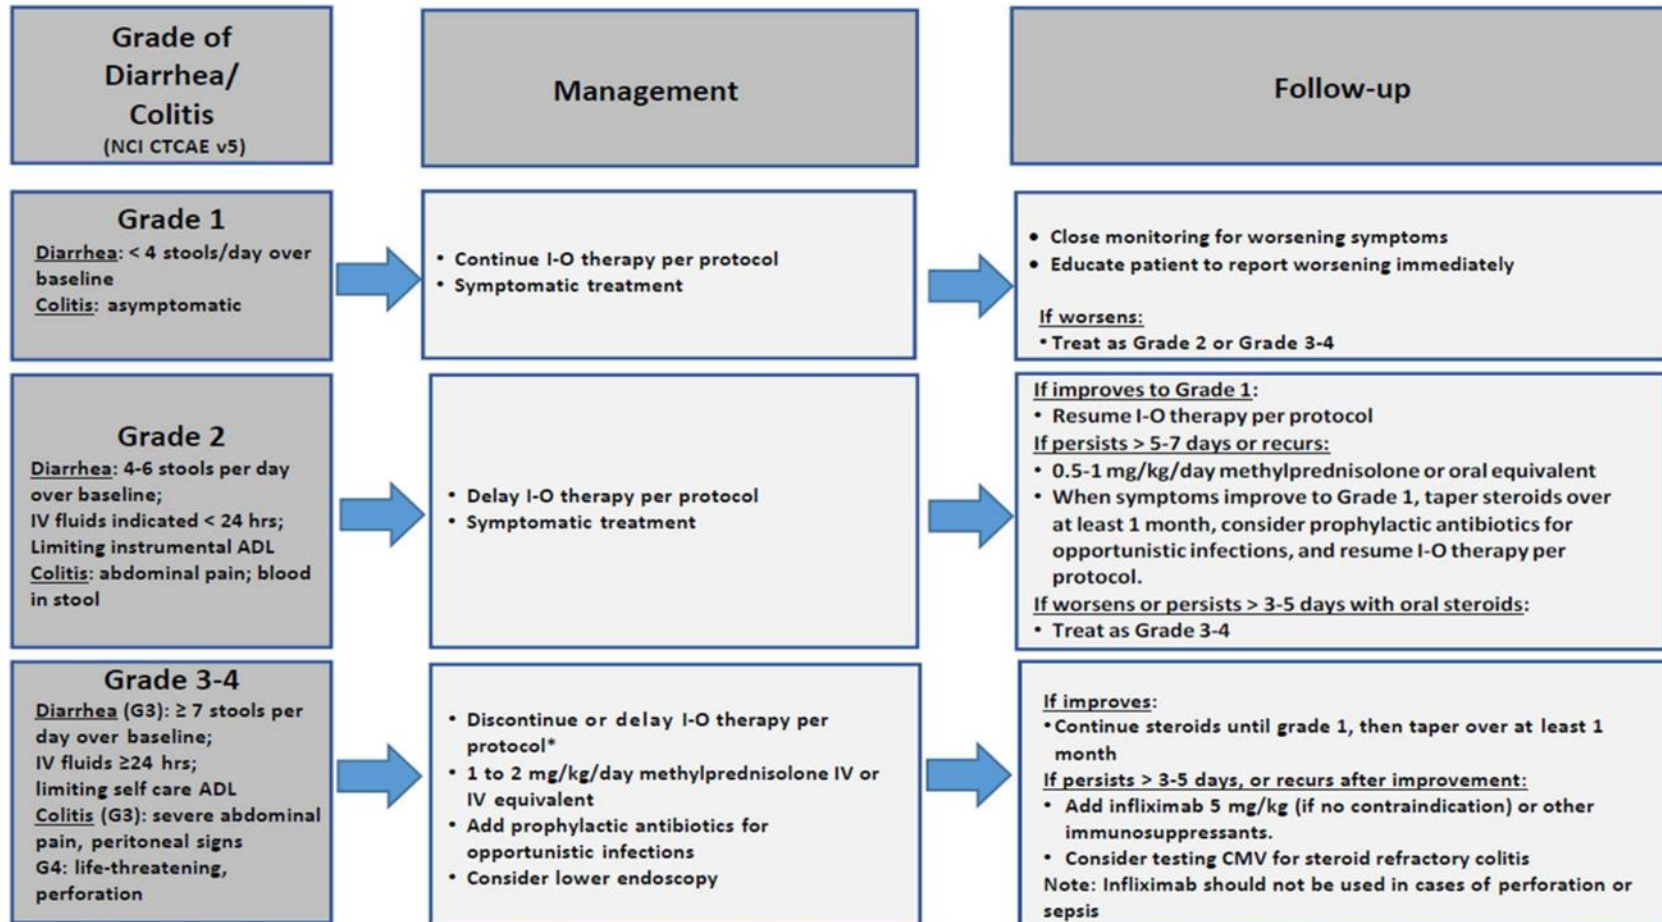 Grade of
Diarrhea/
Colitis
(NCI CTCAE v5)
Management
Follow-up
Grade 1
Diarrhea: < 4 stools/day over
baseline
Colitis: asymptomatic
• Continue I-O therapy per protocol
• Symptomatic treatment
• Close monitoring for worsening symptoms
• Educate patient to report worsening immediately
If worsens:
• Treat as Grade 2 or Grade 3-4
Grade 2
Diarrhea: 4-6 stools per day
over baseline;
IV fluids indicated < 24 hrs;
Limiting instrumental ADL
Colitis: abdominal pain; blood
in stool
• Delay I-O therapy per protocol
• Symptomatic treatment
If improves to Grade 1:
• Resume I-O therapy per protocol
If persists > 5-7 days or recurs:
• 0.5-1 mg/kg/day methylprednisolone or oral equivalent
• When symptoms improve to Grade 1, taper steroids over
at least 1 month, consider prophylactic antibiotics for
opportunistic infections, and resume I-O therapy per
protocol.
If worsens or persists > 3-5 days with oral steroids:
• Treat as Grade 3-4
Grade 3-4
Diarrhea (G3): ≥ 7 stools per
day over baseline;
IV fluids ≥24 hrs;
limiting self care ADL
Colitis (G3): severe abdominal
pain, peritoneal signs
G4: life-threatening,
perforation
• Discontinue or delay I-O therapy per
protocol*
• 1 to 2 mg/kg/day methylprednisolone IV or
IV equivalent
• Add prophylactic antibiotics for
opportunistic infections
• Consider lower endoscopy
If improves:
• Continue steroids until grade 1, then taper over at least 1
month
If persists > 3-5 days, or recurs after improvement:
• Add infliximab 5 mg/kg (if no contraindication) or other
immunosuppressants.
• Consider testing CMV for steroid refractory colitis
Note: Infliximab should not be used in cases of perforation or
sepsis